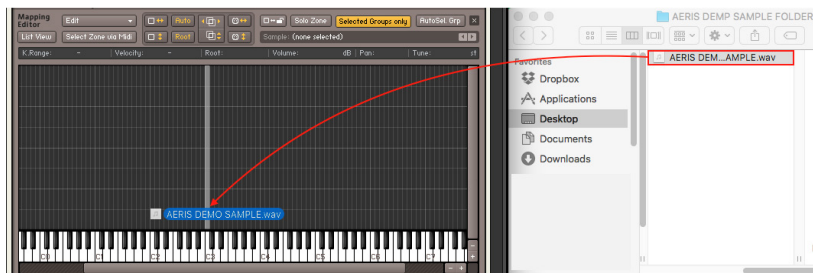 Mapping Editor
Edit
Auto
Solo Zone
Selected Groups only
AutoSel. Grp
List View
Select Zone via Midi
Root
Sample: (none selected)
K.Range: - Velocity: - Root: Volume: dB Pan: Tune: st
AERIS DEMO SAMPLE.wav
C0 C1 C2 C3 C4 C5 C6 C7
AERIS DEMP SAMPLE FOLDER
Favorites
Dropbox
Applications
Desktop
Documents
Downloads
AERIS DEM...AMPLE.wav